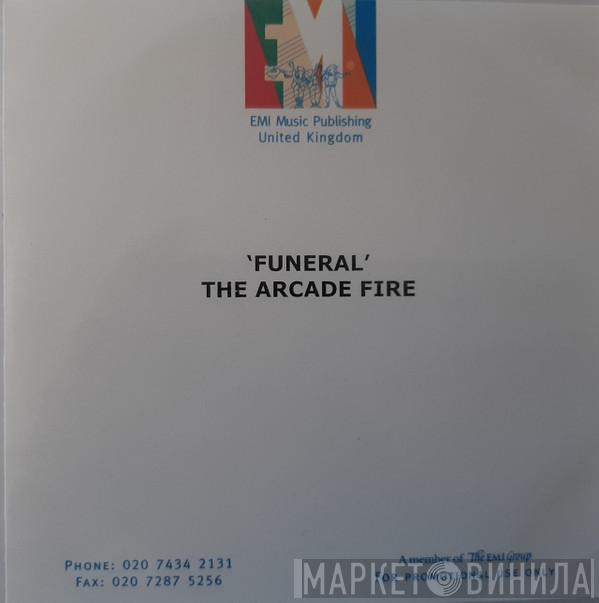 EMI
EMI Music Publishing
United Kingdom
‘FUNERAL’
THE ARCADE FIRE
PHONE: 020 7434 2131
FAX: 020 7287 5256
A member of The EMI Group
FOR PROMOTIONAL USE ONLY
МАРКЕТ ВИНИЛА